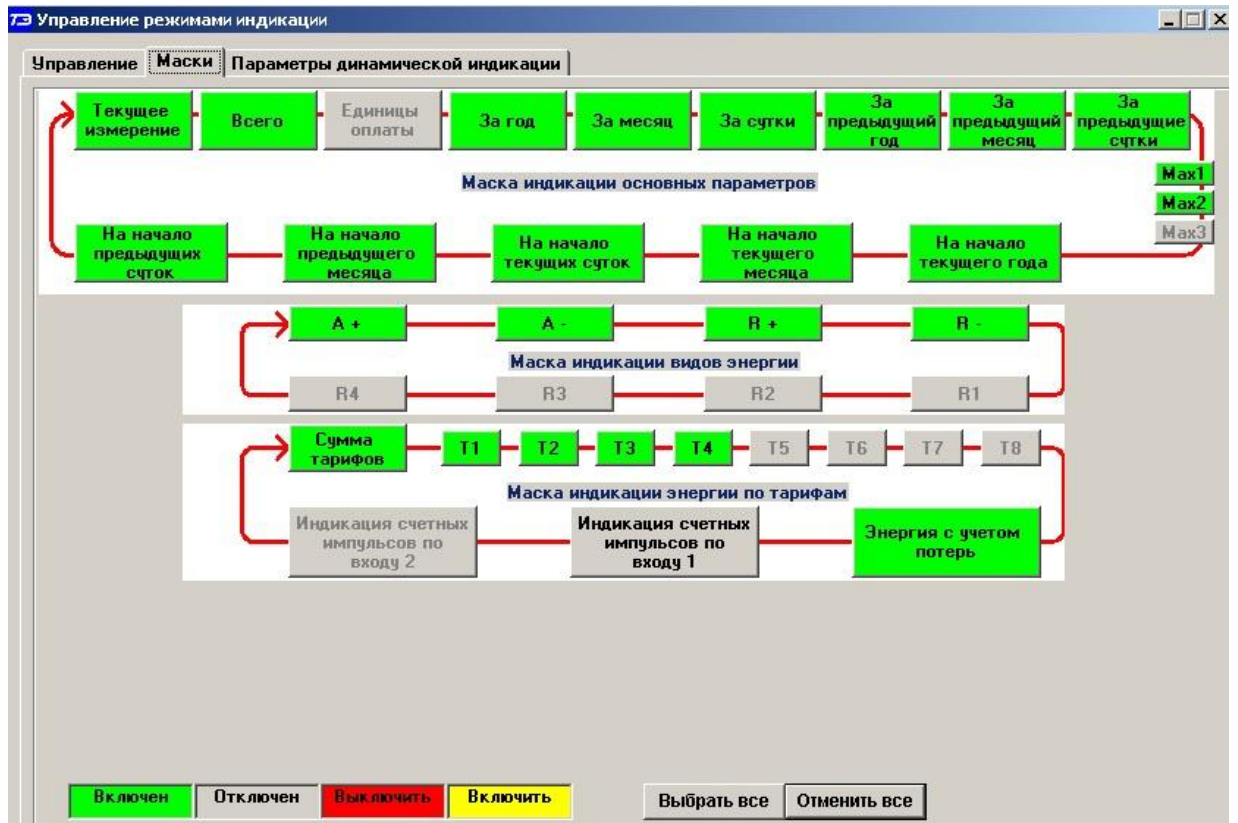 ТЭ Управление режимами индикации
Управление Маски Параметры динамической индикации
Текущее
измерение
Всего
Единицы
оплаты
За год
За месяц
За сутки
За
предыдущий
год
За
предыдущий
месяц
За
предыдущие
сутки
Маска индикации основных параметров
Max1
Max2
Max3
На начало
предыдущих
суток
На начало
предыдущего
месяца
На начало
текущих суток
На начало
текущего
месяца
На начало
текущего года
A + A - R + R -
Маска индикации видов энергии
R4 R3 R2 R1
Сумма
тарифов
T1 T2 T3 T4 T5 T6 T7 T8
Маска индикации энергии по тарифам
Индикация счетных
импульсов по
входу 2
Индикация счетных
импульсов по
входу 1
Энергия с учетом
потерь
Включен Отключен Выключить Включить Выбрать все Отменить все